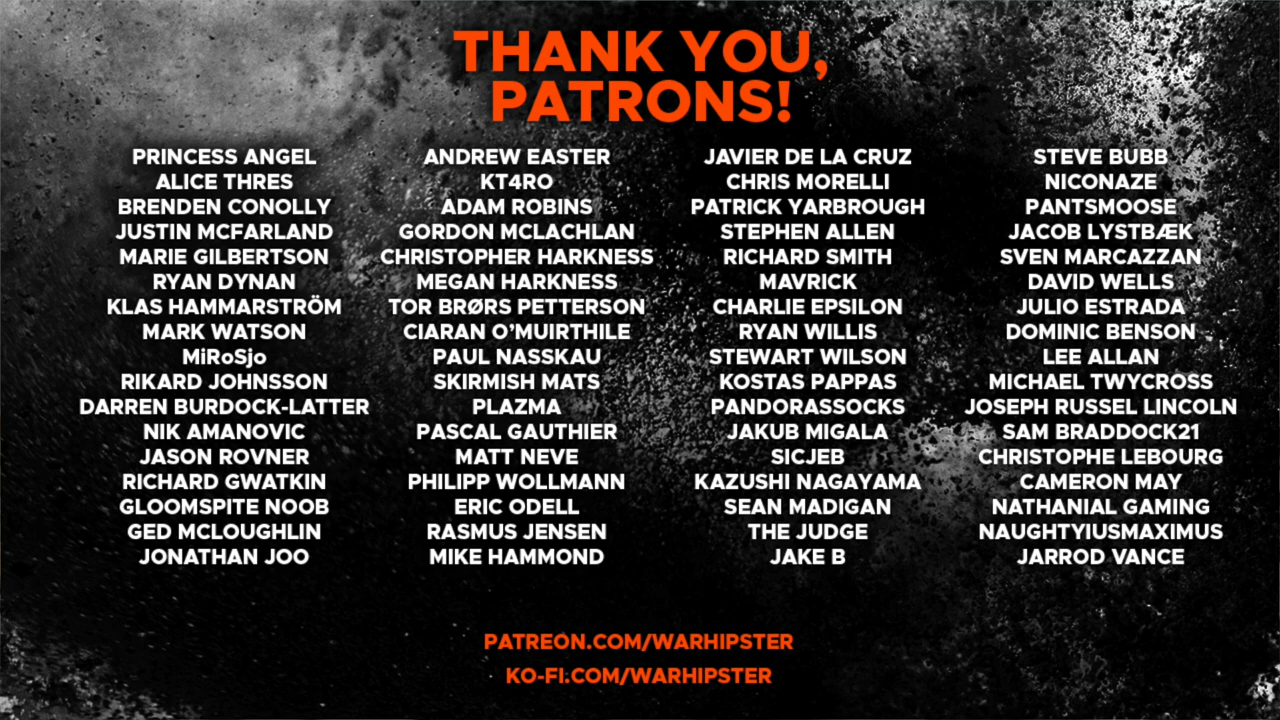 THANK YOU,
PATRONS!
PRINCESS ANGEL
ALICE THRES
BRENDEN CONOLLY
JUSTIN MCFARLAND
MARIE GILBERTSON
RYAN DYNAN
KLAS HAMMARSTRÖM
MARK WATSON
MiRoSjo
RIKARD JOHNSSON
DARREN BURDOCK-LATTER
NIK AMANOVIC
JASON ROVNER
RICHARD GWATKIN
GLOOMSPITE NOOB
GED MCLOUGHLIN
JONATHAN JOO
ANDREW EASTER
KT4RO
ADAM ROBINS
GORDON MCLACHLAN
CHRISTOPHER HARKNESS
MEGAN HARKNESS
TOR BRØRS PETTERSON
CIARAN O’MUIRTHILE
PAUL NASSKAU
SKIRMISH MATS
PLAZMA
PASCAL GAUTHIER
MATT NEVE
PHILIPP WOLLMANN
ERIC ODELL
RASMUS JENSEN
MIKE HAMMOND
JAVIER DE LA CRUZ
CHRIS MORELLI
PATRICK YARBROUGH
STEPHEN ALLEN
RICHARD SMITH
MAVRICK
CHARLIE EPSILON
RYAN WILLIS
STEWART WILSON
KOSTAS PAPPAS
PANDORASSOCKS
JAKUB MIGALA
SICJEB
KAZUSHI NAGAYAMA
SEAN MADIGAN
THE JUDGE
JAKE B
STEVE BUBB
NICONAZE
PANTSMOOSE
JACOB LYSTBÆK
SVEN MARCAZZAN
DAVID WELLS
JULIO ESTRADA
DOMINIC BENSON
LEE ALLAN
MICHAEL TWYCROSS
JOSEPH RUSSEL LINCOLN
SAM BRADDOCK21
CHRISTOPHE LEBOURG
CAMERON MAY
NATHANIAL GAMING
NAUGHTYIUSMAXIMUS
JARROD VANCE
PATREON.COM/WARHIPSTER
KO-FI.COM/WARHIPSTER